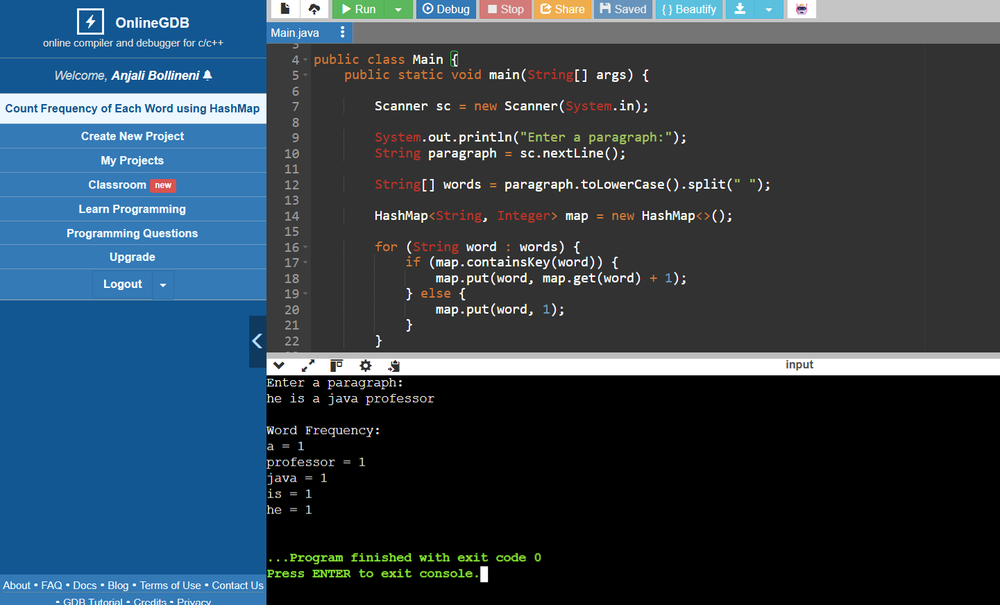 OnlineGDB
online compiler and debugger for c/c++
Welcome, Anjali Bollineni
Count Frequency of Each Word using HashMap
Create New Project
My Projects
Classroom new
Learn Programming
Programming Questions
Upgrade
Logout
About • FAQ • Docs • Blog • Terms of Use • Contact Us
• GDB Tutorial • Credits • Privacy
Run Debug Stop Share Saved { } Beautify
Main.java
3
4 public class Main {
5 public static void main(String[] args) {
6
7 Scanner sc = new Scanner(System.in);
8
9 System.out.println("Enter a paragraph:");
10 String paragraph = sc.nextLine();
11
12 String[] words = paragraph.toLowerCase().split(" ");
13
14 HashMap<String, Integer> map = new HashMap<>();
15
16 for (String word : words) {
17 if (map.containsKey(word)) {
18 map.put(word, map.get(word) + 1);
19 } else {
20 map.put(word, 1);
21 }
22 }
input
Enter a paragraph:
he is a java professor
Word Frequency:
a = 1
professor = 1
java = 1
is = 1
he = 1
...Program finished with exit code 0
Press ENTER to exit console.